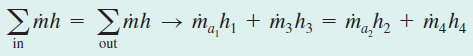 ∑ṁh = ∑ṁh → ṁₐ₁h₁ + ṁ₃h₃ = ṁₐ₂h₂ + ṁ₄h₄
in out